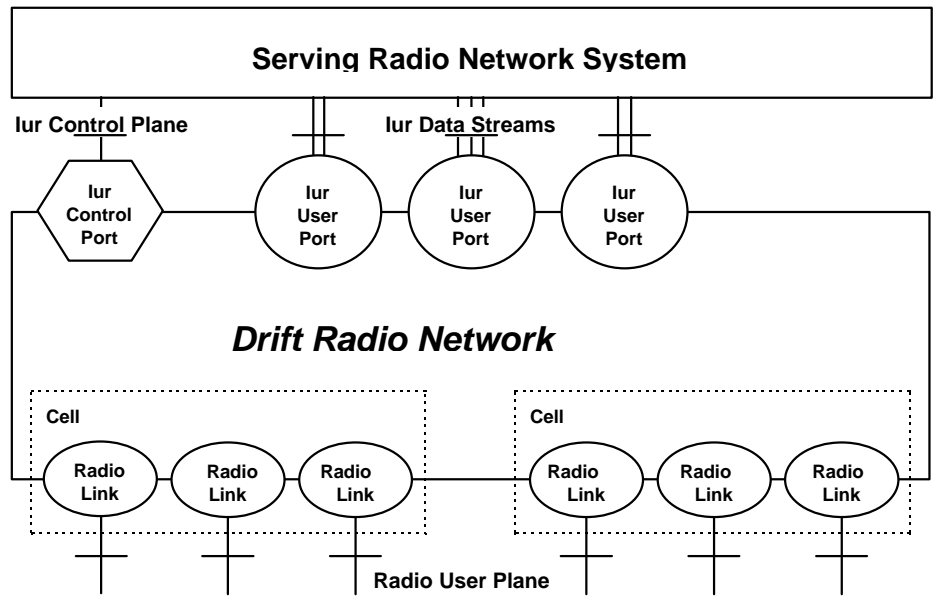 Serving Radio Network System
Iur Control Plane
Iur Data Streams
Iur
Control
Port
Iur
User
Port
Iur
User
Port
Iur
User
Port
Drift Radio Network
Cell
Radio
Link
Radio
Link
Radio
Link
Cell
Radio
Link
Radio
Link
Radio
Link
Radio User Plane